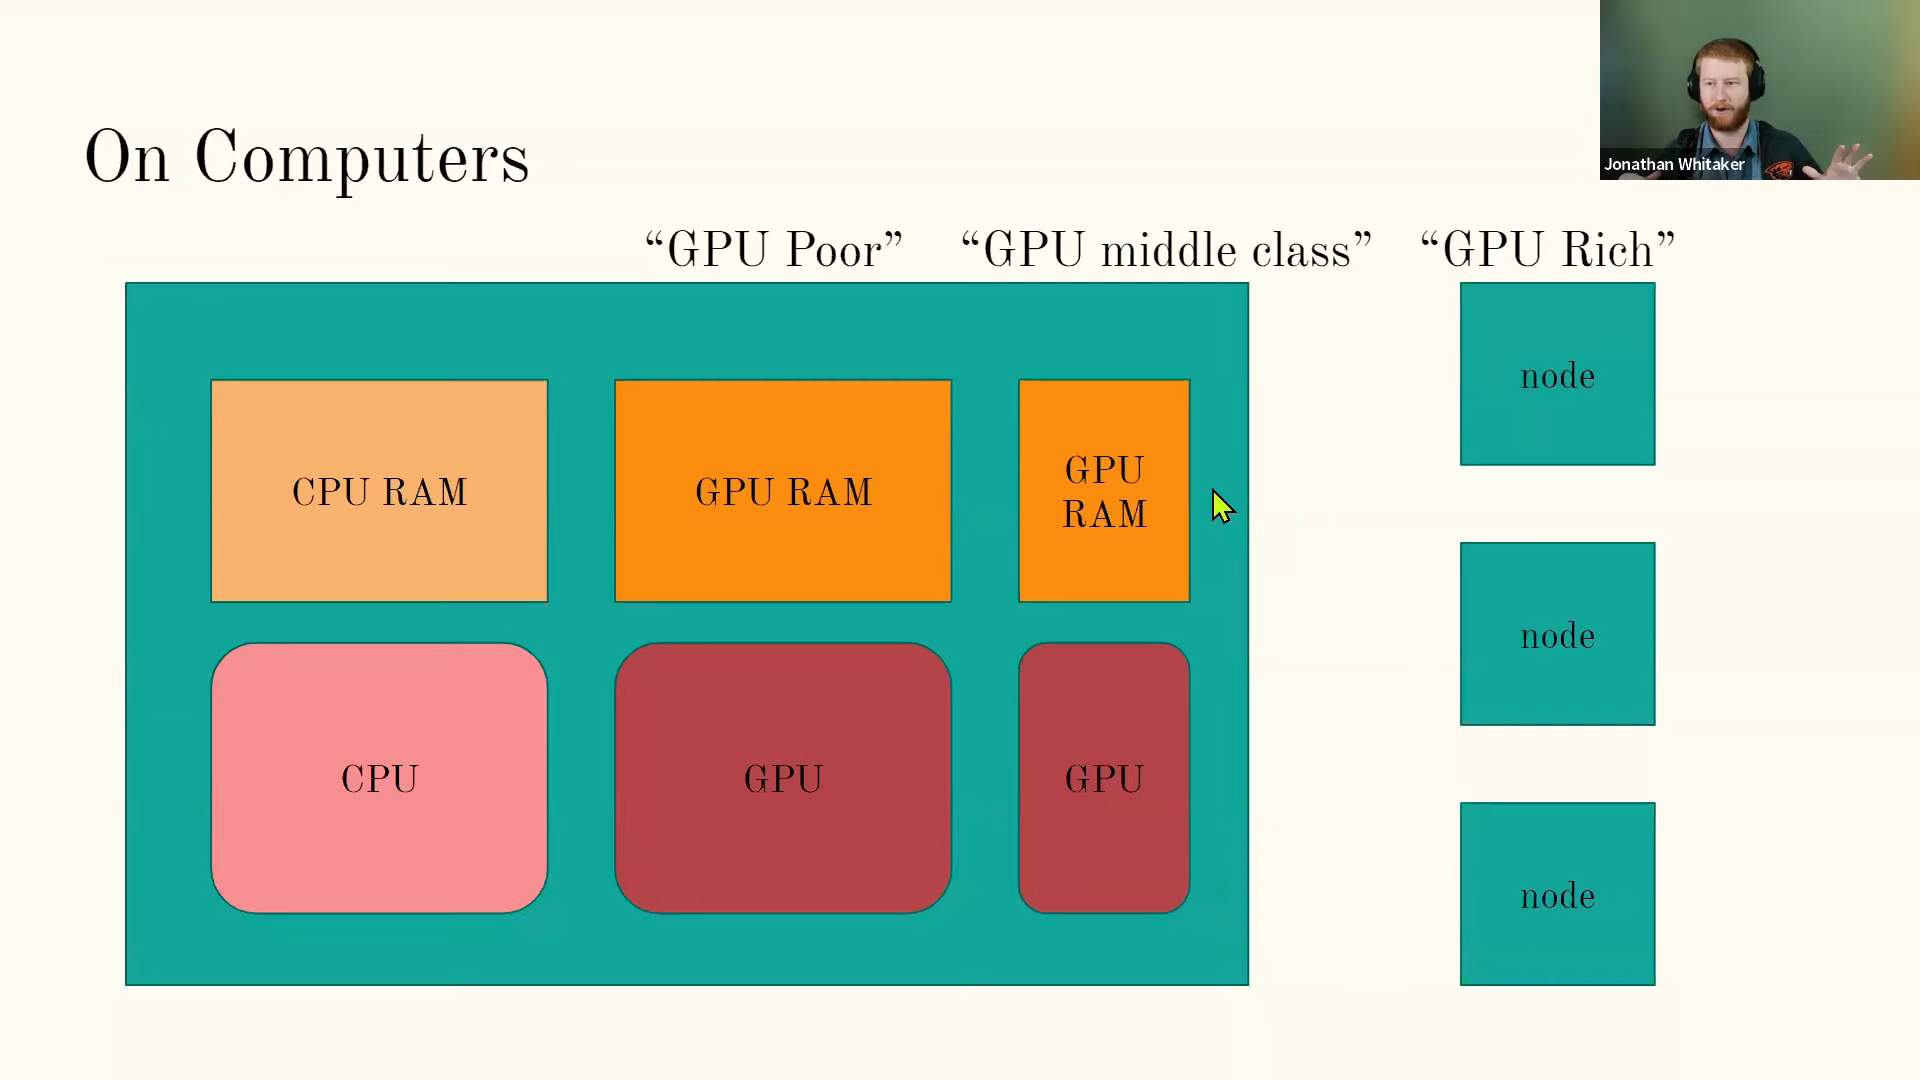 Jonathan Whitaker
On Computers
“GPU Poor” “GPU middle class” “GPU Rich”
CPU RAM
GPU RAM
GPU
RAM
CPU
GPU
GPU
node
node
node